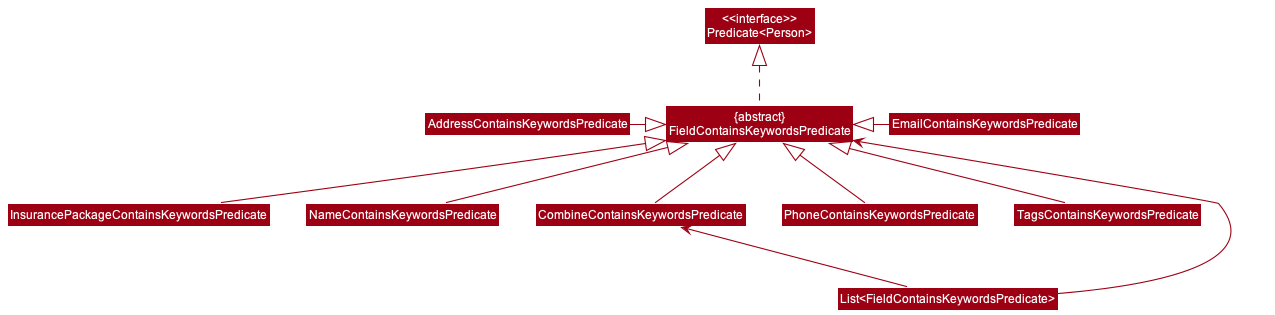 <<interface>>
Predicate<Person>
{abstract}
FieldContainsKeywordsPredicate
AddressContainsKeywordsPredicate
EmailContainsKeywordsPredicate
InsurancePackageContainsKeywordsPredicate
NameContainsKeywordsPredicate
CombineContainsKeywordsPredicate
PhoneContainsKeywordsPredicate
TagsContainsKeywordsPredicate
List<FieldContainsKeywordsPredicate>